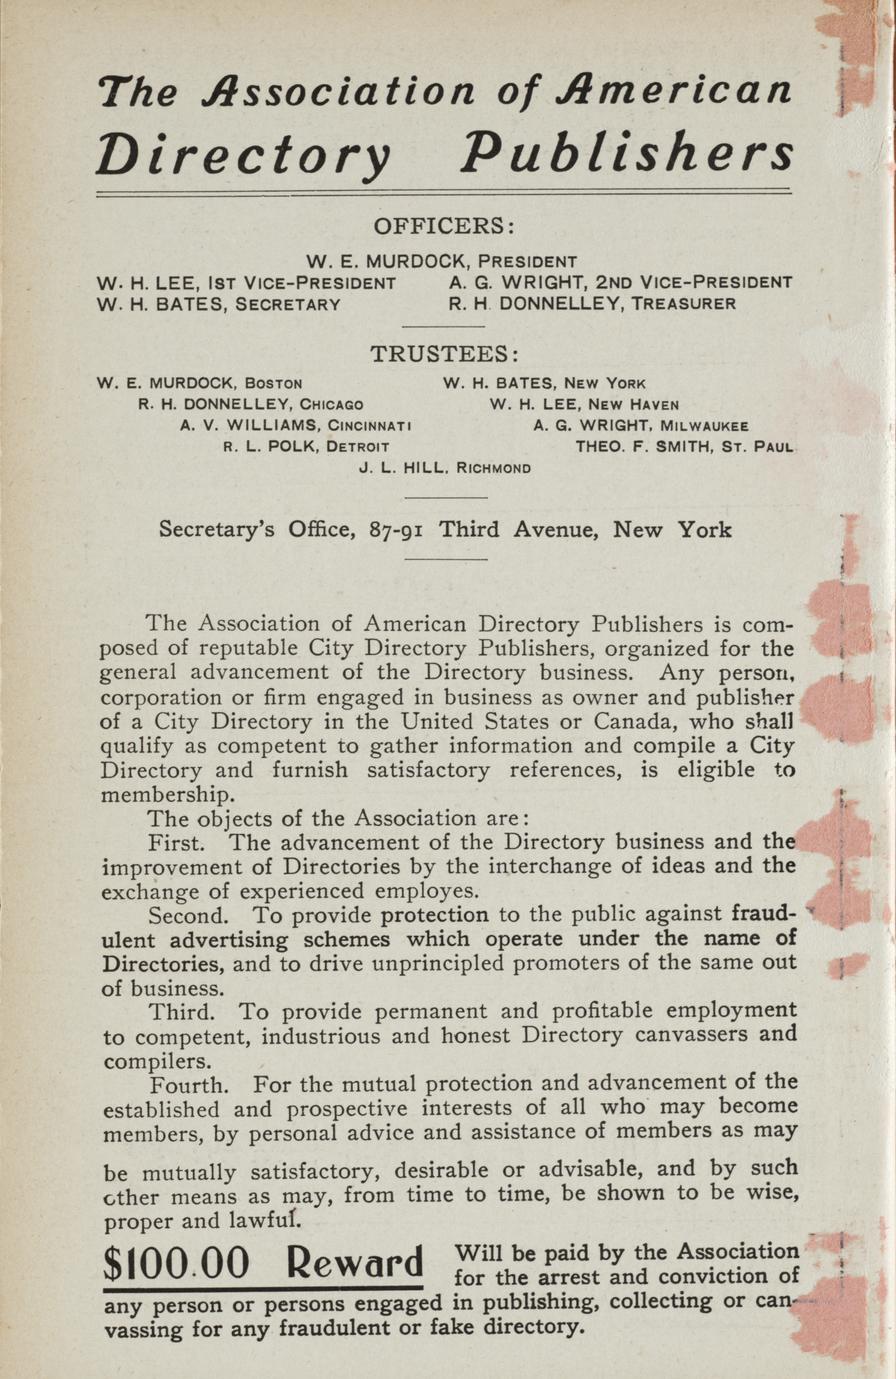 The Association of American
Directory Publishers
OFFICERS:
W. E. MURDOCK, PRESIDENT
W. H. LEE, 1ST VICE-PRESIDENT A. G. WRIGHT, 2ND VICE-PRESIDENT
W. H. BATES, SECRETARY R. H. DONNELLEY, TREASURER
TRUSTEES:
W. E. MURDOCK, BOSTON W. H. BATES, NEW YORK
R. H. DONNELLEY, CHICAGO W. H. LEE, NEW HAVEN
A. V. WILLIAMS, CINCINNATI A. G. WRIGHT, MILWAUKEE
R. L. POLK, DETROIT THEO. F. SMITH, ST. PAUL
J. L. HILL, RICHMOND
Secretary's Office, 87-91 Third Avenue, New York
The Association of American Directory Publishers is com-
posed of reputable City Directory Publishers, organized for the
general advancement of the Directory business. Any person,
corporation or firm engaged in business as owner and publisher
of a City Directory in the United States or Canada, who shall
qualify as competent to gather information and compile a City
Directory and furnish satisfactory references, is eligible to
membership.
The objects of the Association are:
First. The advancement of the Directory business and the
improvement of Directories by the interchange of ideas and the
exchange of experienced employes.
Second. To provide protection to the public against fraud-
ulent advertising schemes which operate under the name of
Directories, and to drive unprincipled promoters of the same out
of business.
Third. To provide permanent and profitable employment
to competent, industrious and honest Directory canvassers and
compilers.
Fourth. For the mutual protection and advancement of the
established and prospective interests of all who may become
members, by personal advice and assistance of members as may
be mutually satisfactory, desirable or advisable, and by such
other means as may, from time to time, be shown to be wise,
proper and lawful.
$100.00 Reward Will be paid by the Association
for the arrest and conviction of
any person or persons engaged in publishing, collecting or can-
vassing for any fraudulent or fake directory.